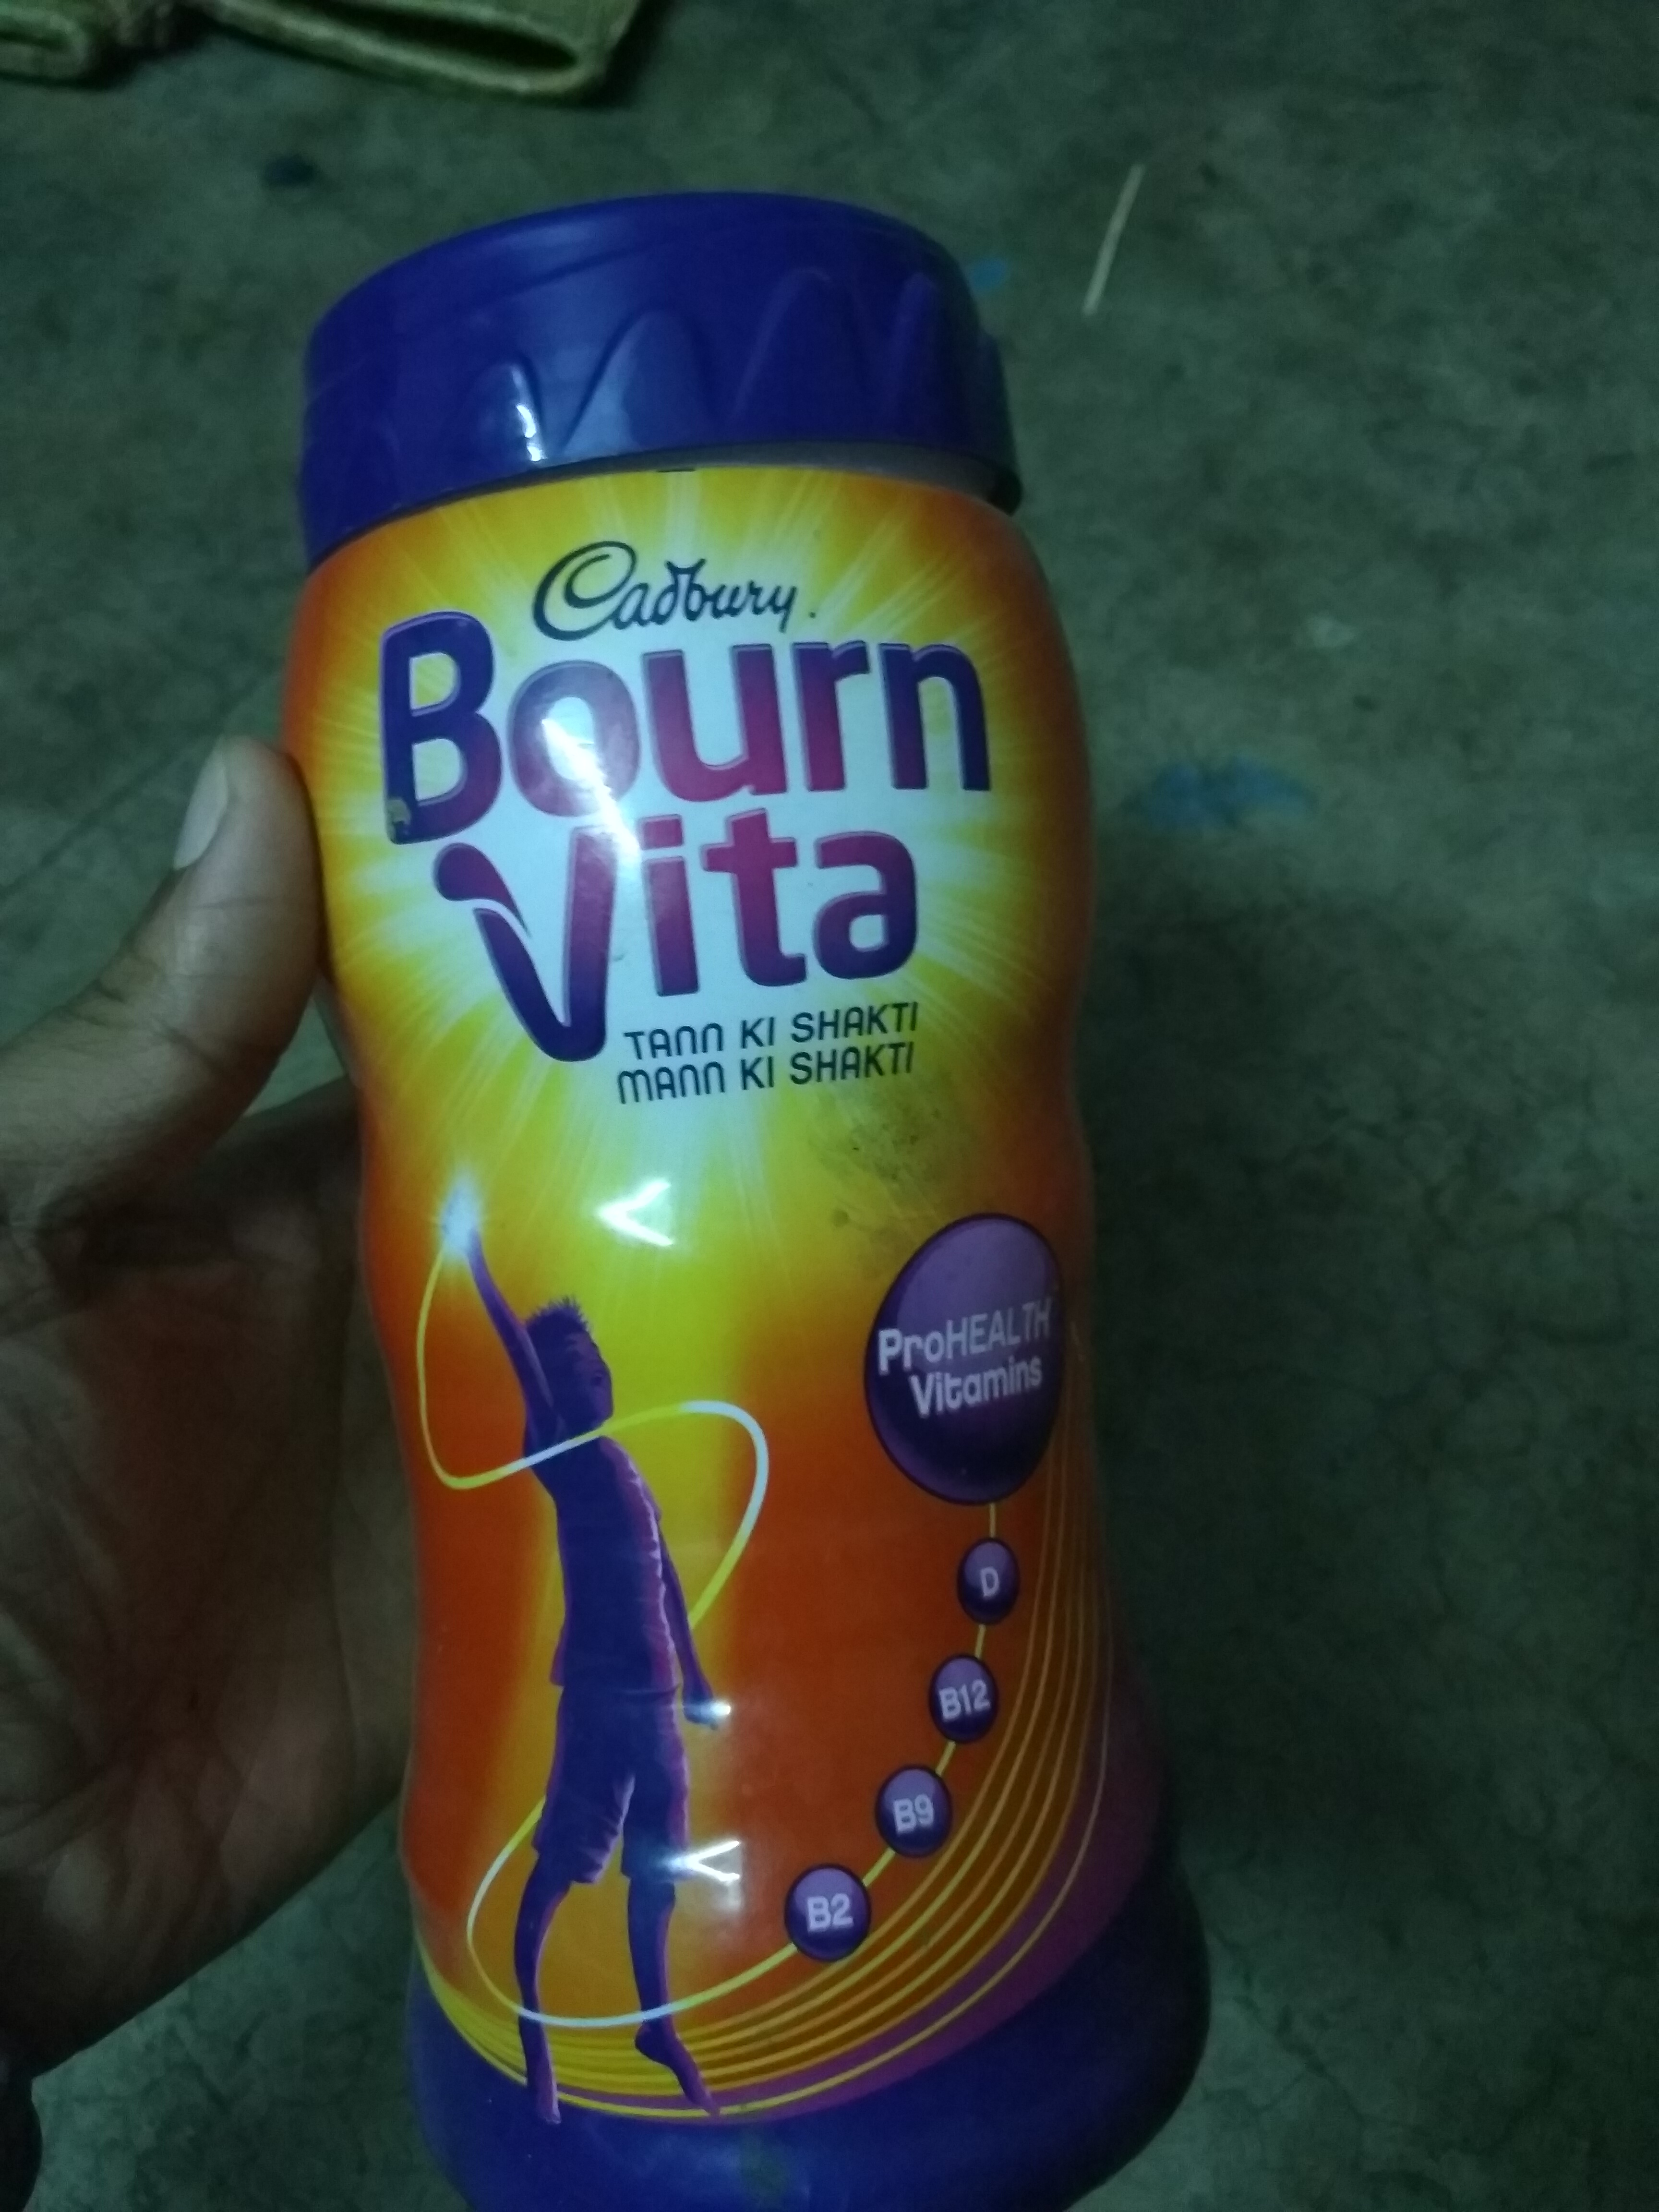 Cadbury
Bourn
Vita
TANN KI SHAKTI
MANN KI SHAKTI
ProHEALTH
Vitamins
D
B12
B9
B2